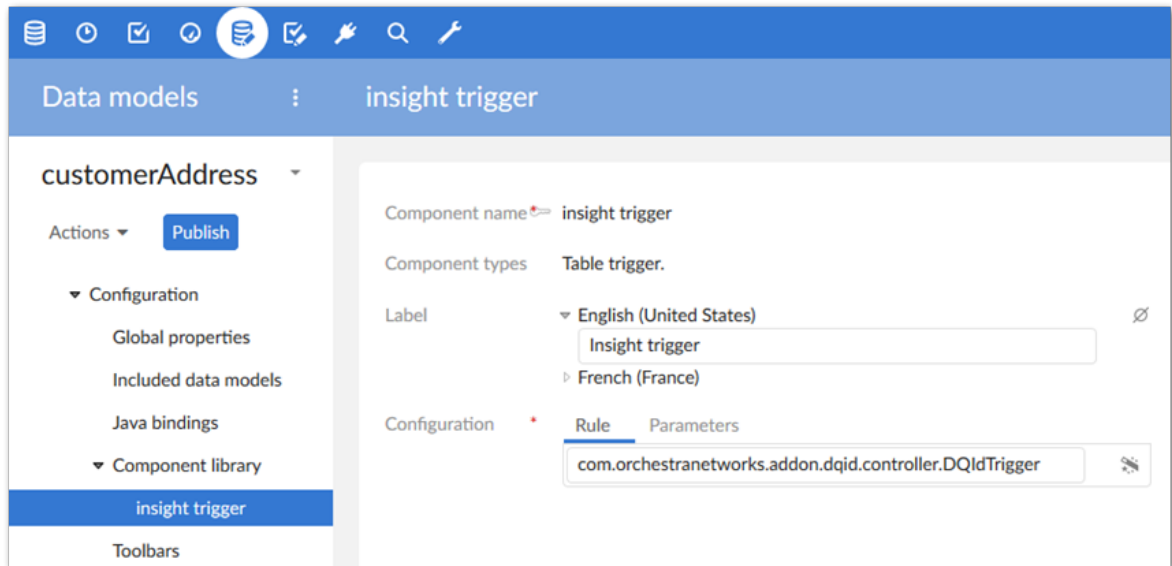 Data models
insight trigger
customerAddress
Actions
Publish
Configuration
Global properties
Included data models
Java bindings
Component library
insight trigger
Toolbars
Component name insight trigger
Component types Table trigger.
Label English (United States)
Insight trigger
French (France)
Configuration * Rule Parameters
com.orchestranetworks.addon.dqid.controller.DQIdTrigger